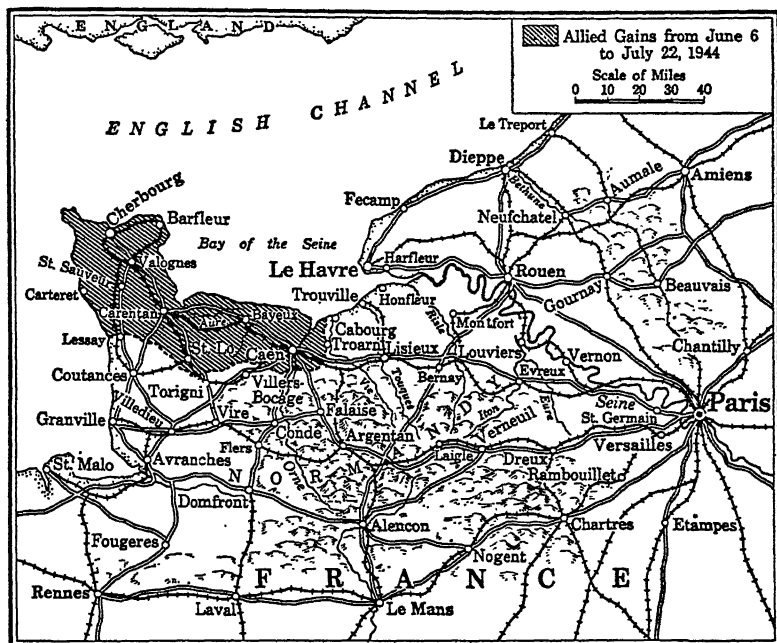 ENGLAND
Allied Gains from June 6
to July 22, 1944
Scale of Miles
0 10 20 30 40
ENGLISH CHANNEL
Le Treport
Dieppe
Bethune
Aumale
Amiens
Fecamp
Neufchatel
Cherbourg
Barfleur
Bay of the Seine
Valognes
St. Sauveur
Le Havre
Harfleur
Rouen
Gournay
Beauvais
Carteret
Trouville
Honfleur
Carentan
Aure
Bayeux
Montfort
Risle
Cabourg
Troarn
Lessay
St. Lo
Caen
Lisieux
Louviers
Vernon
Chantilly
Coutances
Torigni
Villers-
Bocage
Touques
Bernay
Evreux
Seine
St. Germain
Paris
Granville
Villedieu
Vire
Falaise
Iton
Eure
Conde
Verneuil
Flers
Argentan
Laigle
Dreux
Versailles
St. Malo
Avranches
NORMANDY
Orne
Rambouillet
Domfront
Alencon
Chartres
Etampes
Fougeres
Nogent
FRANCE
Rennes
Laval
Le Mans